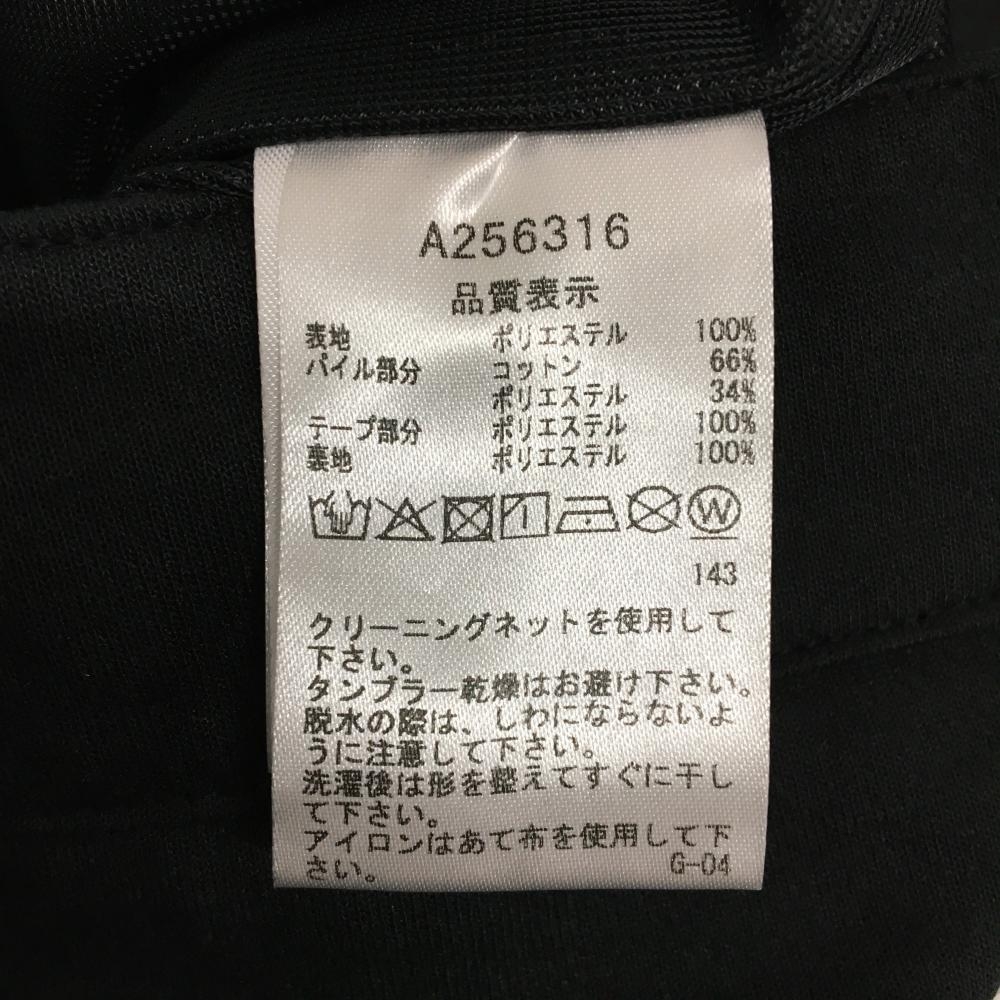 A256316
品質表示
表地 ポリエステル 100%
パイル部分 コットン 66%
ポリエステル 34%
テープ部分 ポリエステル 100%
裏地 ポリエステル 100%
W
143
クリーニングネットを使用して
下さい。
タンブラー乾燥はお避け下さい。
脱水の際は、しわにならないよ
うに注意して下さい。
洗濯後は形を整えてすぐに干し
て下さい。
アイロンはあて布を使用して下
さい。 G-04